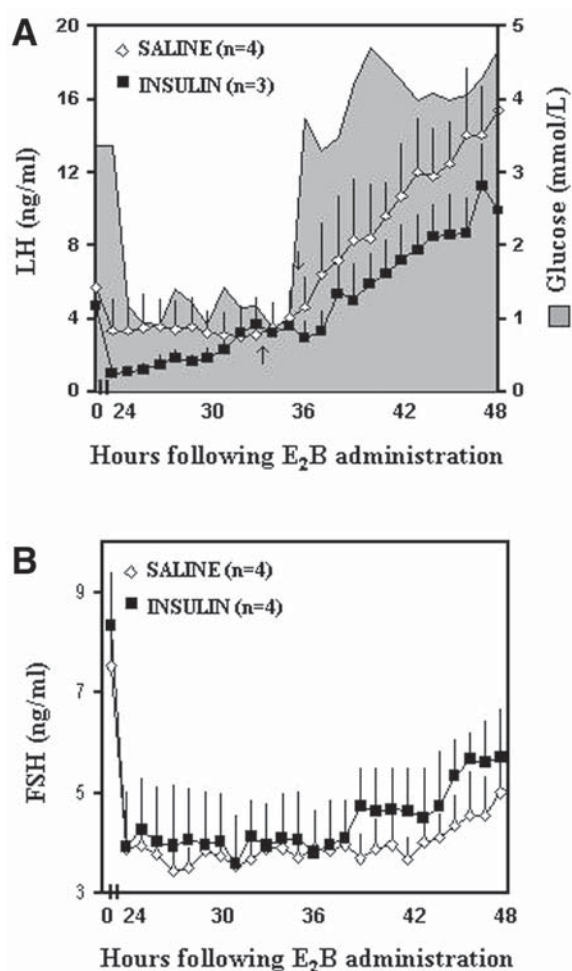 A
20
16
12
8
4
0
LH (ng/ml)
SALINE (n=4)
INSULIN (n=3)
5
4
3
2
1
0
Glucose (mmol/L)
0 24 30 36 42 48
Hours following E₂B administration
B
9
7
5
3
FSH (ng/ml)
SALINE (n=4)
INSULIN (n=4)
0 24 30 36 42 48
Hours following E₂B administration